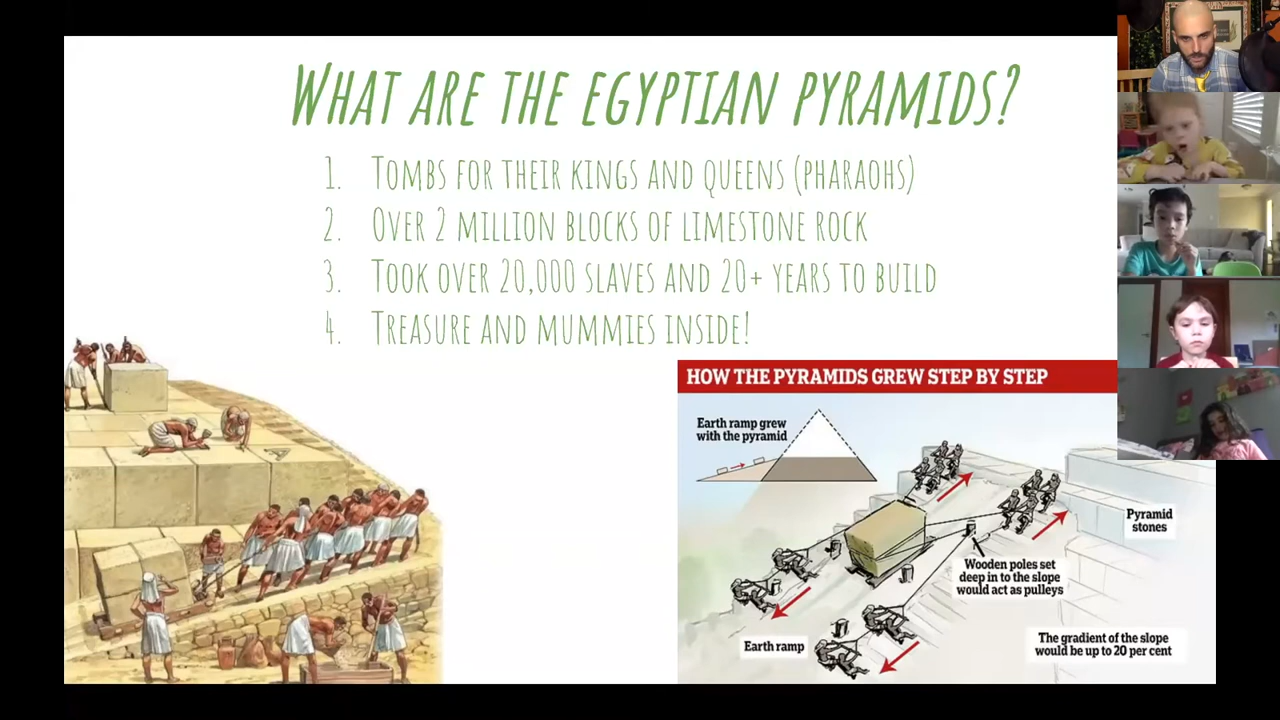 WHAT ARE THE EGYPTIAN PYRAMIDS?
1. TOMBS FOR THEIR KINGS AND QUEENS (PHARAOHS)
2. OVER 2 MILLION BLOCKS OF LIMESTONE ROCK
3. TOOK OVER 20,000 SLAVES AND 20+ YEARS TO BUILD
4. TREASURE AND MUMMIES INSIDE!
HOW THE PYRAMIDS GREW STEP BY STEP
Earth ramp grew
with the pyramid
Pyramid
stones
Wooden poles set
deep in to the slope
would act as pulleys
Earth ramp
The gradient of the slope
would be up to 20 per cent